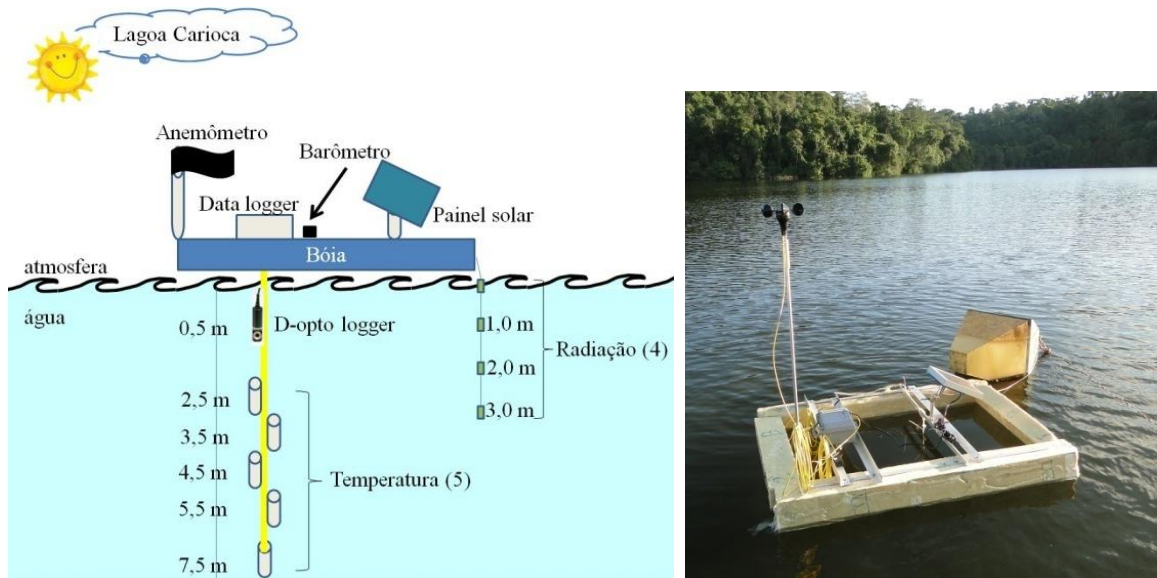 Lagoa Carioca
Anemômetro
Barômetro
Data logger
Painel solar
Bóia
atmosfera
água
0,5 m
D-opto logger
1,0 m
Radiação (4)
2,0 m
2,5 m
3,0 m
3,5 m
4,5 m
Temperatura (5)
5,5 m
7,5 m